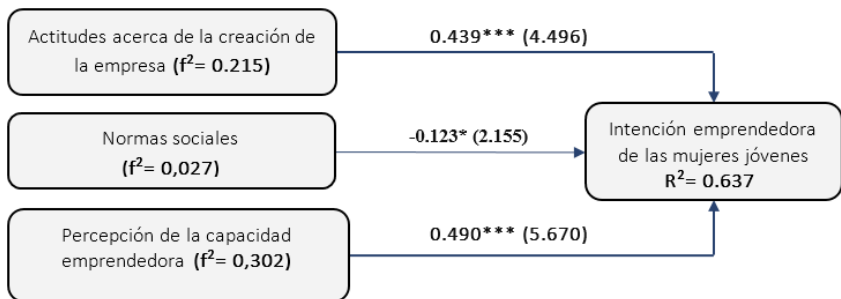 Actitudes acerca de la creación de
la empresa (f²= 0.215)
0.439*** (4.496)
Normas sociales
(f²= 0,027)
-0.123* (2.155)
Intención emprendedora
de las mujeres jóvenes
R²= 0.637
Percepción de la capacidad
emprendedora (f²= 0,302)
0.490*** (5.670)